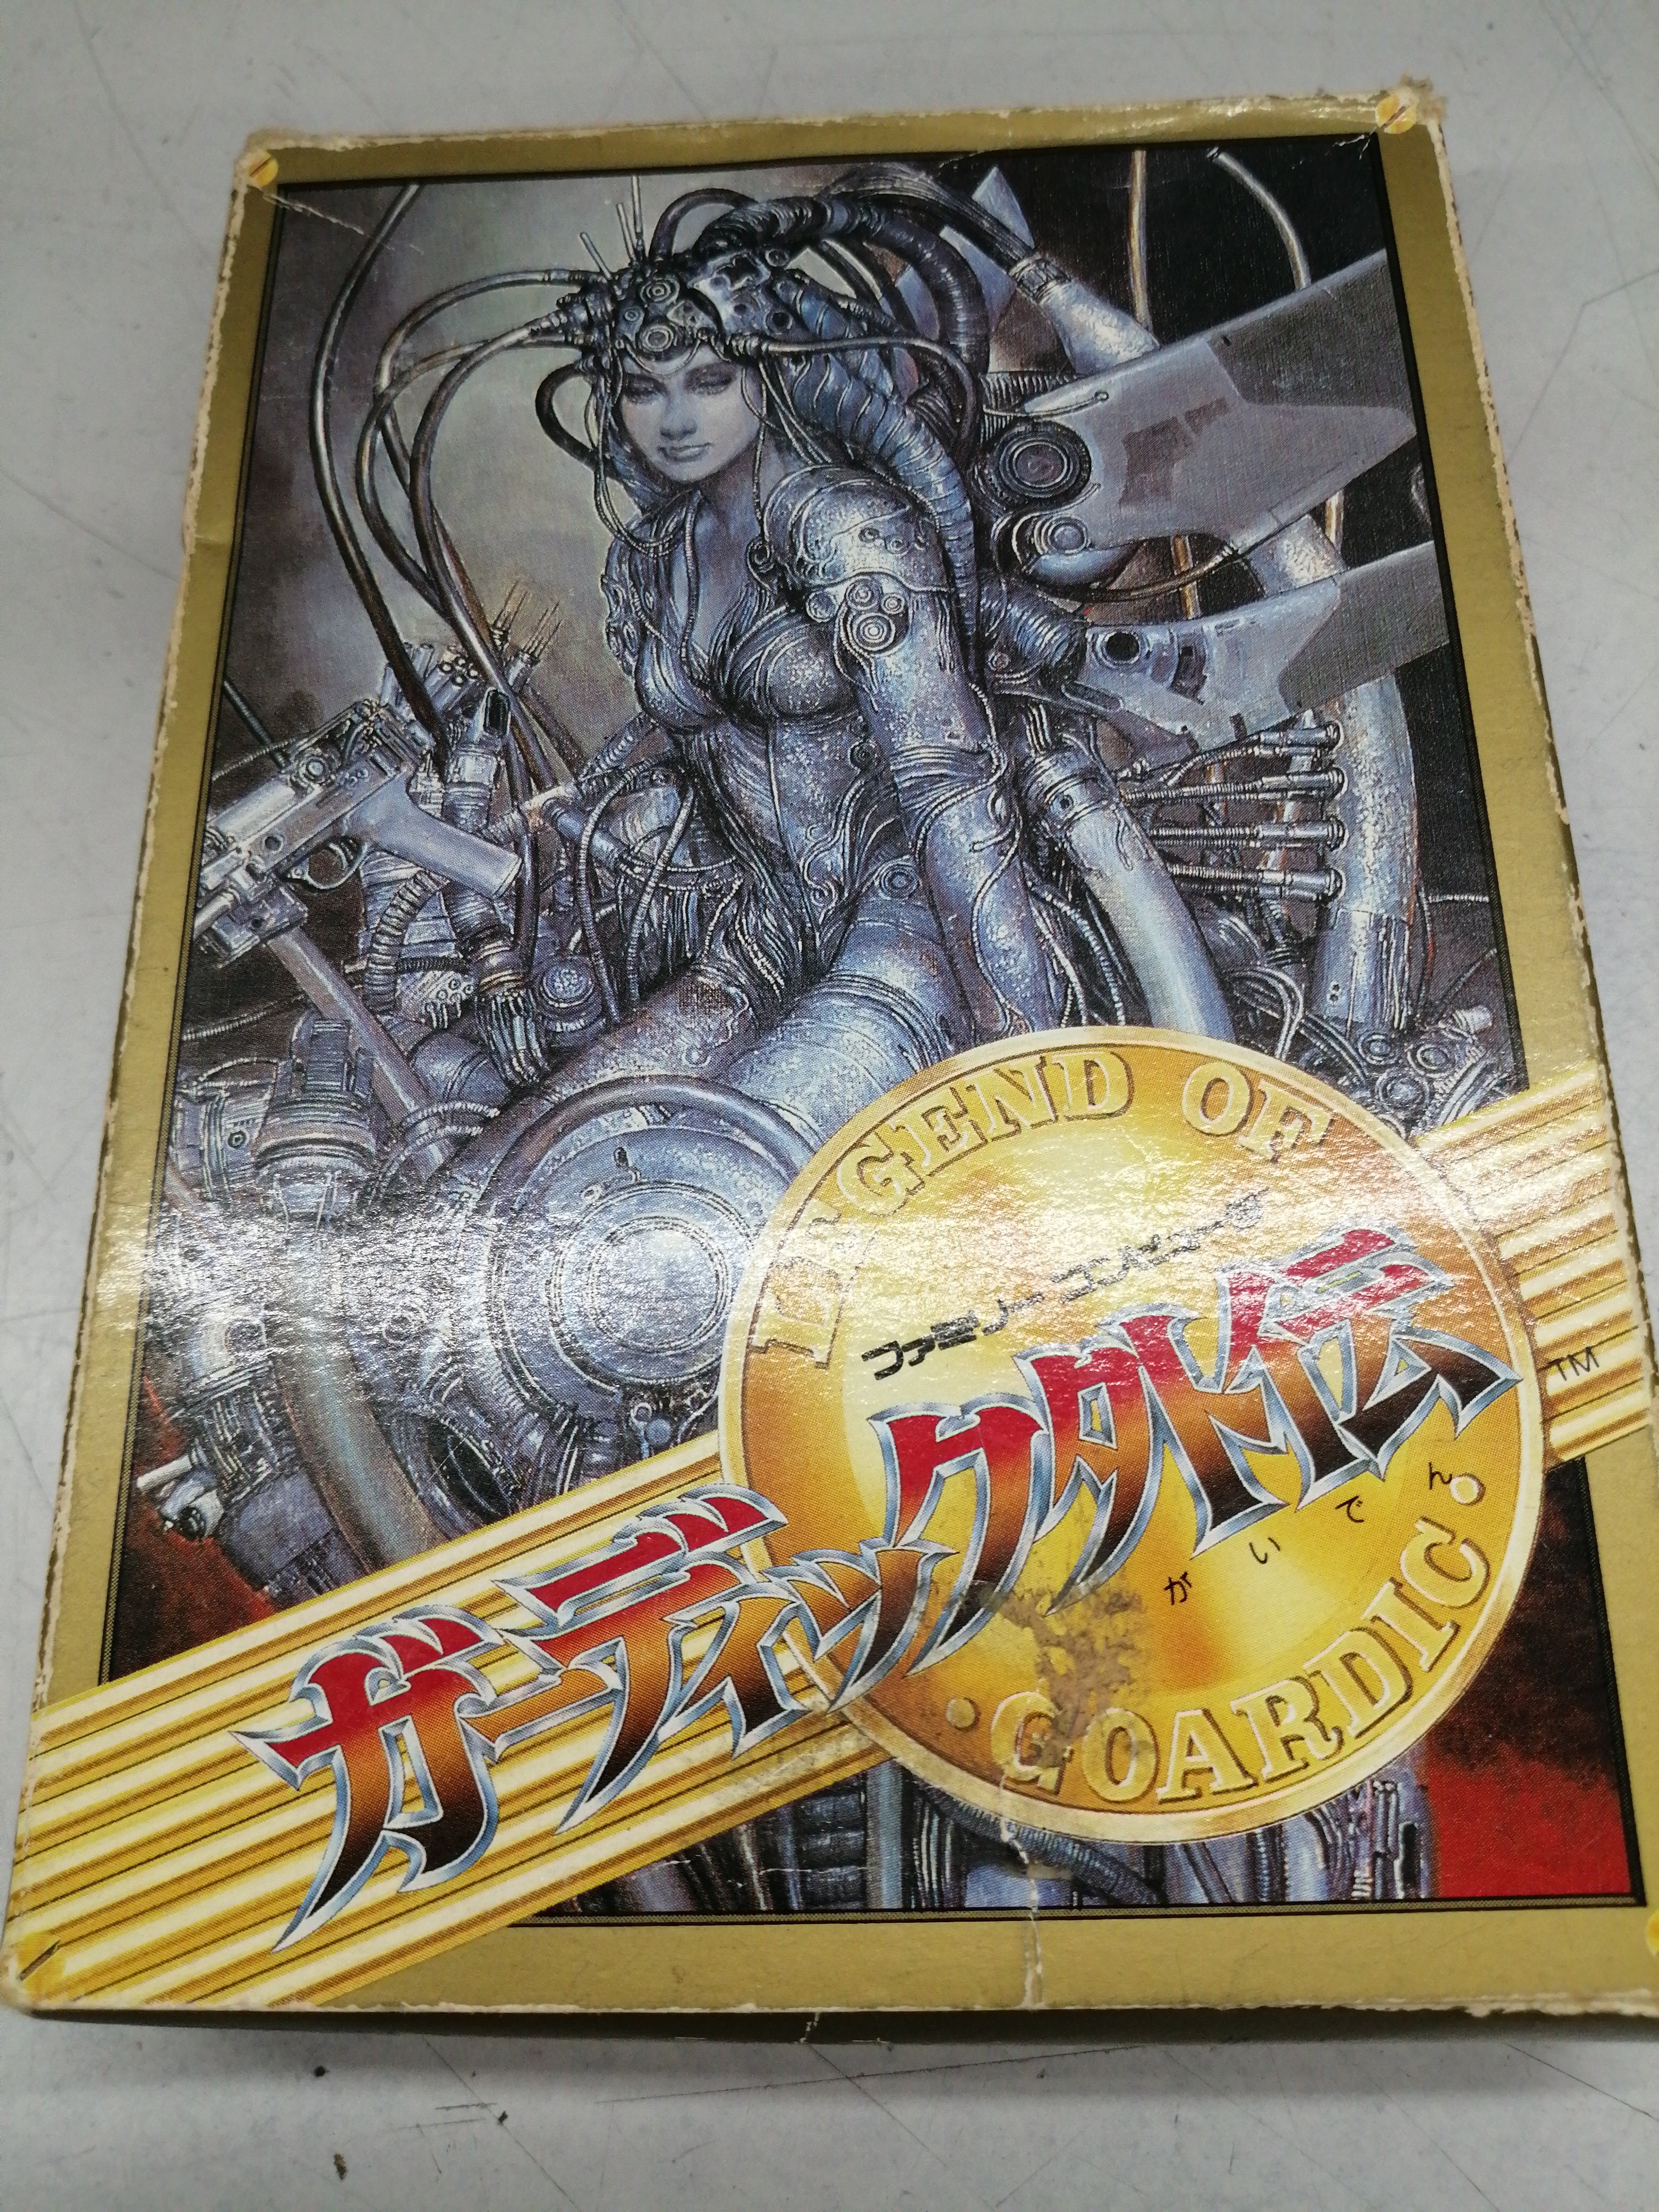 LEGEND OF
ファミリーコンピュータ
ガーディック外伝
TM
がいでん
・GOARDIC・